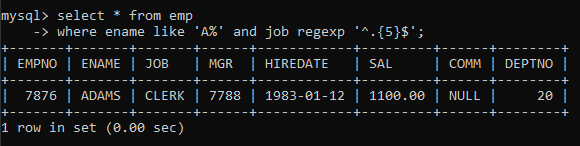 mysql> select * from emp
    -> where ename like 'A%' and job regexp '^.{5}$';
+-------+-------+-------+------+------------+---------+------+--------+
| EMPNO | ENAME | JOB   | MGR  | HIREDATE   | SAL     | COMM | DEPTNO |
+-------+-------+-------+------+------------+---------+------+--------+
|  7876 | ADAMS | CLERK | 7788 | 1983-01-12 | 1100.00 | NULL |     20 |
+-------+-------+-------+------+------------+---------+------+--------+
1 row in set (0.00 sec)